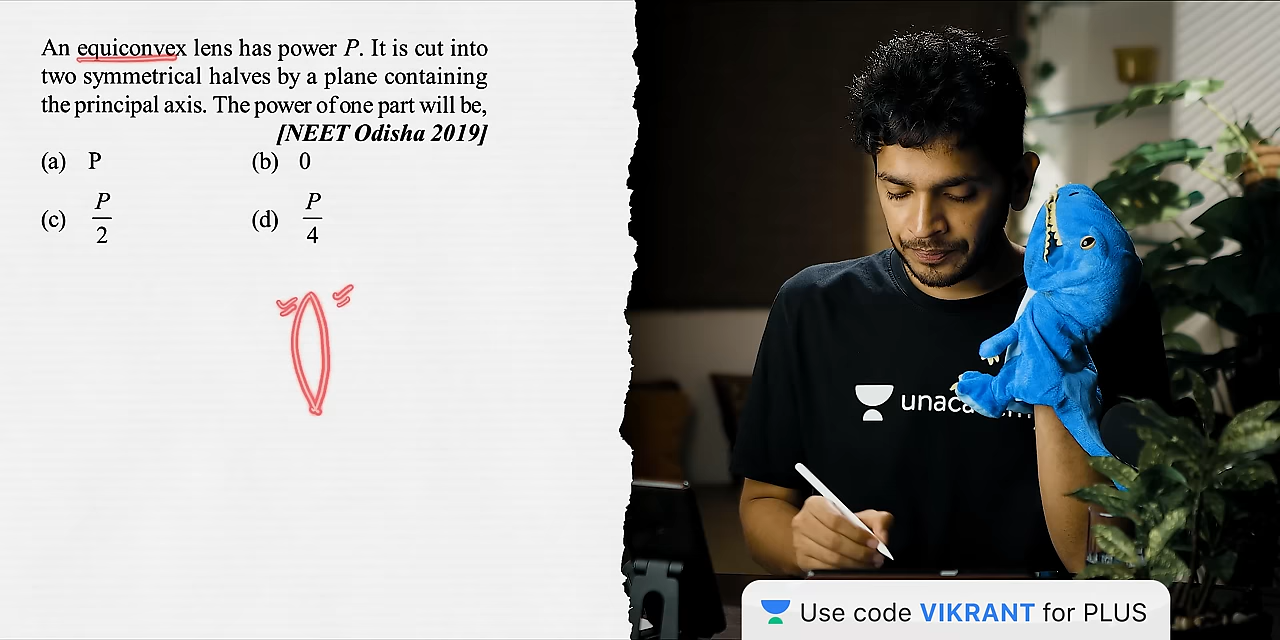 An equiconvex lens has power P. It is cut into
two symmetrical halves by a plane containing
the principal axis. The power of one part will be,
[NEET Odisha 2019]
(a) P (b) 0
(c) P/2 (d) P/4
Use code VIKRANT for PLUS